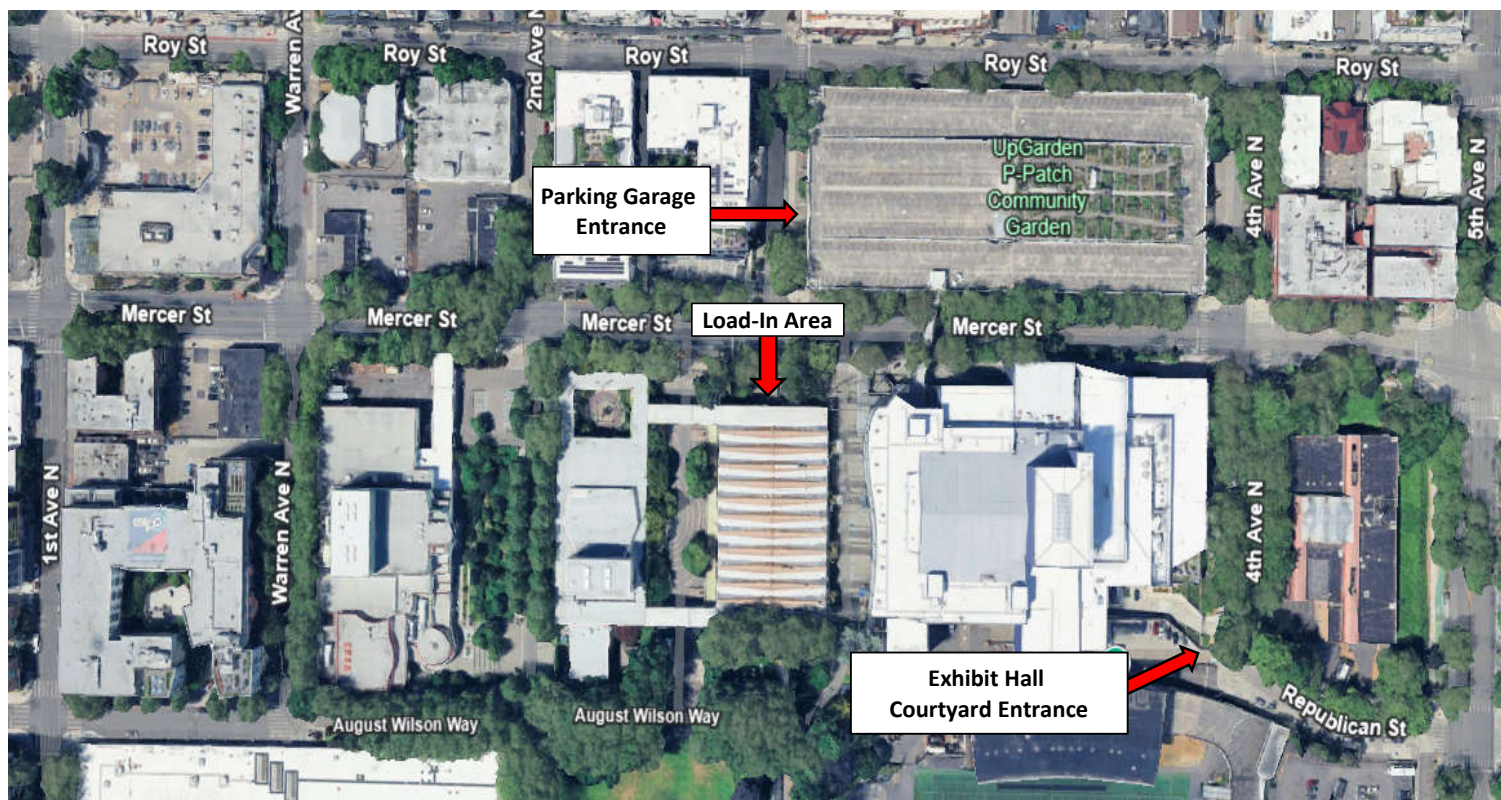 Roy St
Roy St
Roy St
Roy St
Roy St
Warren Ave N
2nd Ave N
4th Ave N
5th Ave N
UpGarden
P-Patch
Community
Garden
Parking Garage
Entrance
Mercer St
Mercer St
Mercer St
Load-In Area
Mercer St
1st Ave N
Warren Ave N
4th Ave N
Exhibit Hall
Courtyard Entrance
August Wilson Way
August Wilson Way
Republican St